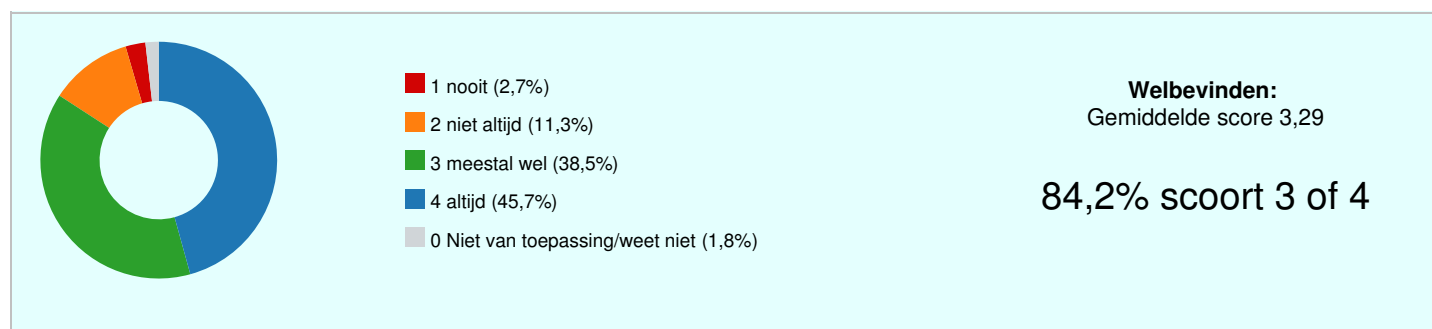 1 nooit (2,7%)
2 niet altijd (11,3%)
3 meestal wel (38,5%)
4 altijd (45,7%)
0 Niet van toepassing/weet niet (1,8%)
Welbevinden:
Gemiddelde score 3,29
84,2% scoort 3 of 4